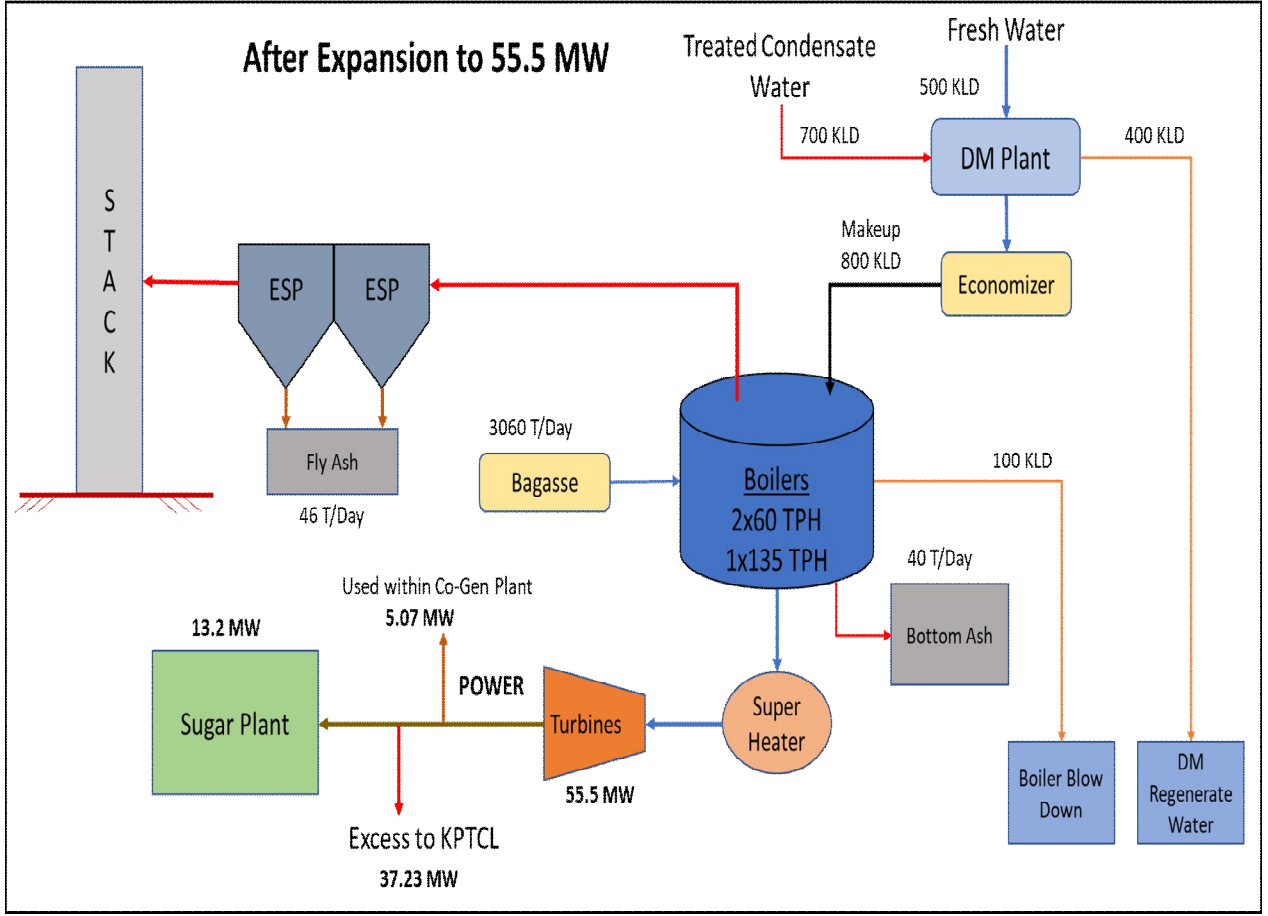 After Expansion to 55.5 MW
Treated Condensate
Water
Fresh Water
500 KLD
700 KLD
DM Plant
400 KLD
Makeup
800 KLD
Economizer
S
T
A
C
K
ESP
ESP
Fly Ash
46 T/Day
3060 T/Day
Bagasse
Boilers
2x60 TPH
1x135 TPH
100 KLD
40 T/Day
Bottom Ash
Used within Co-Gen Plant
5.07 MW
13.2 MW
Sugar Plant
POWER
Turbines
55.5 MW
Super
Heater
Excess to KPTCL
37.23 MW
Boiler Blow
Down
DM
Regenerate
Water